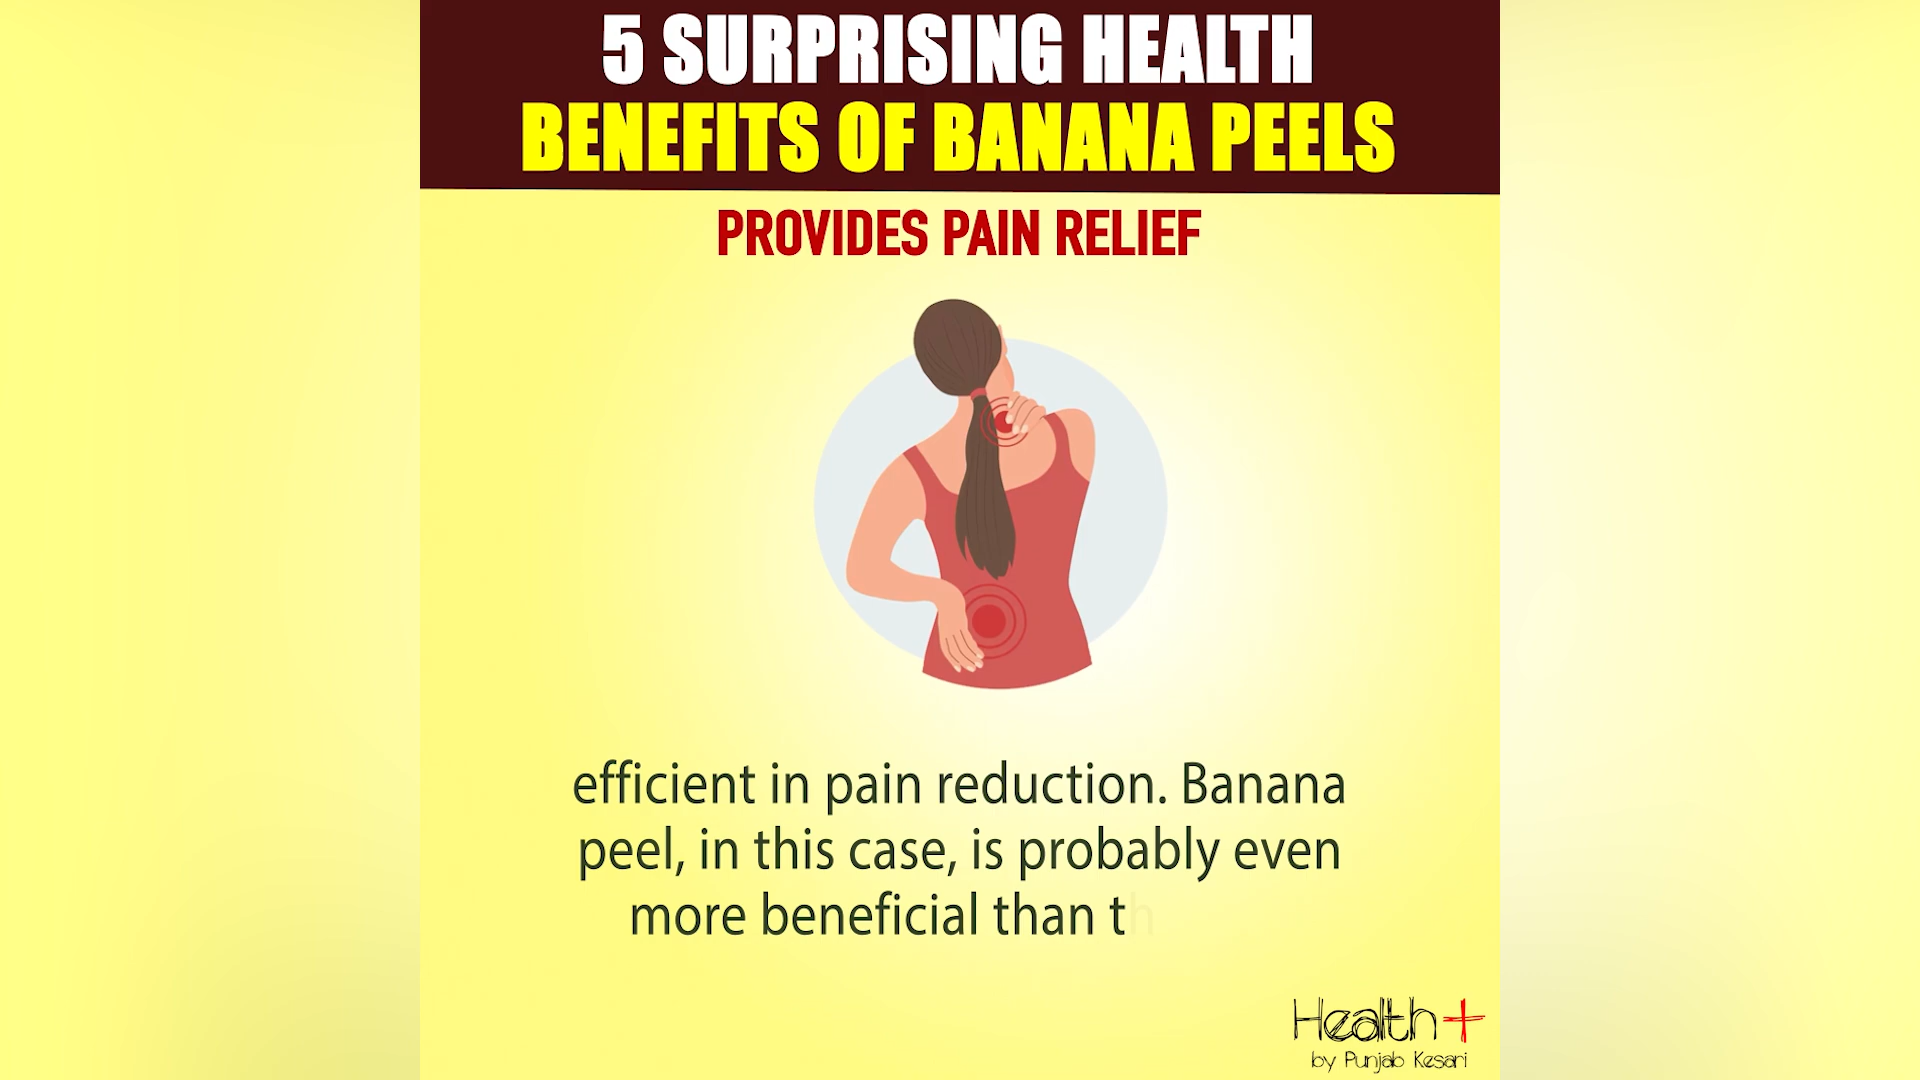 5 SURPRISING HEALTH
BENEFITS OF BANANA PEELS
PROVIDES PAIN RELIEF
efficient in pain reduction. Banana
peel, in this case, is probably even
more beneficial than th
Health+
by Punjab Kesari